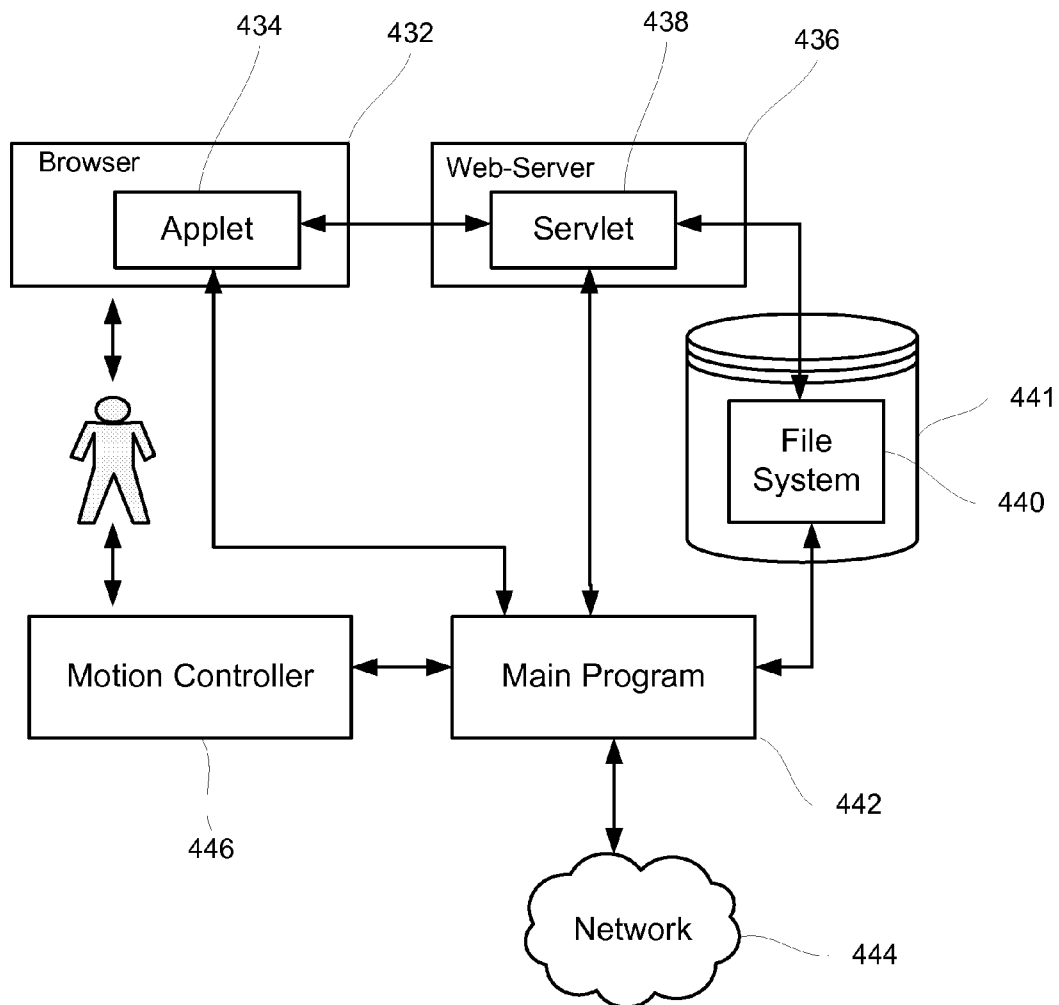 434
432
438
436
Browser
Web-Server
Applet
Servlet
File
System
441
440
Motion Controller
Main Program
442
446
Network
444